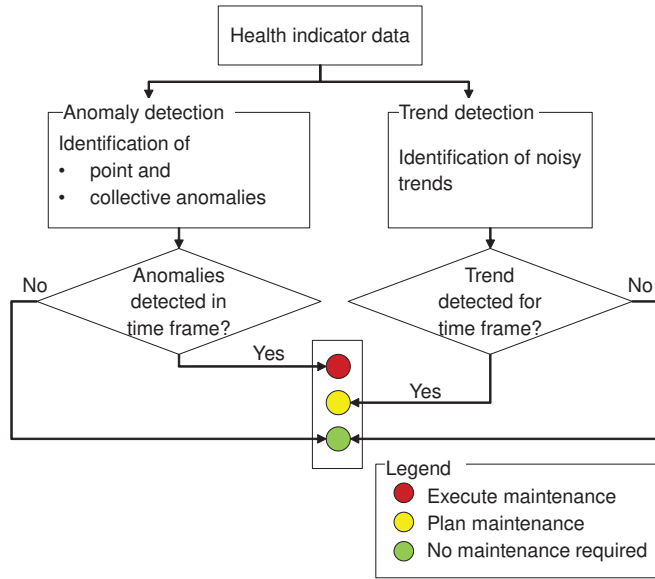 Health indicator data
Anomaly detection
Identification of
• point and
• collective anomalies
Trend detection
Identification of noisy
trends
No
Anomalies
detected in
time frame?
Trend
detected for
time frame?
No
Yes
Yes
Legend
Execute maintenance
Plan maintenance
No maintenance required